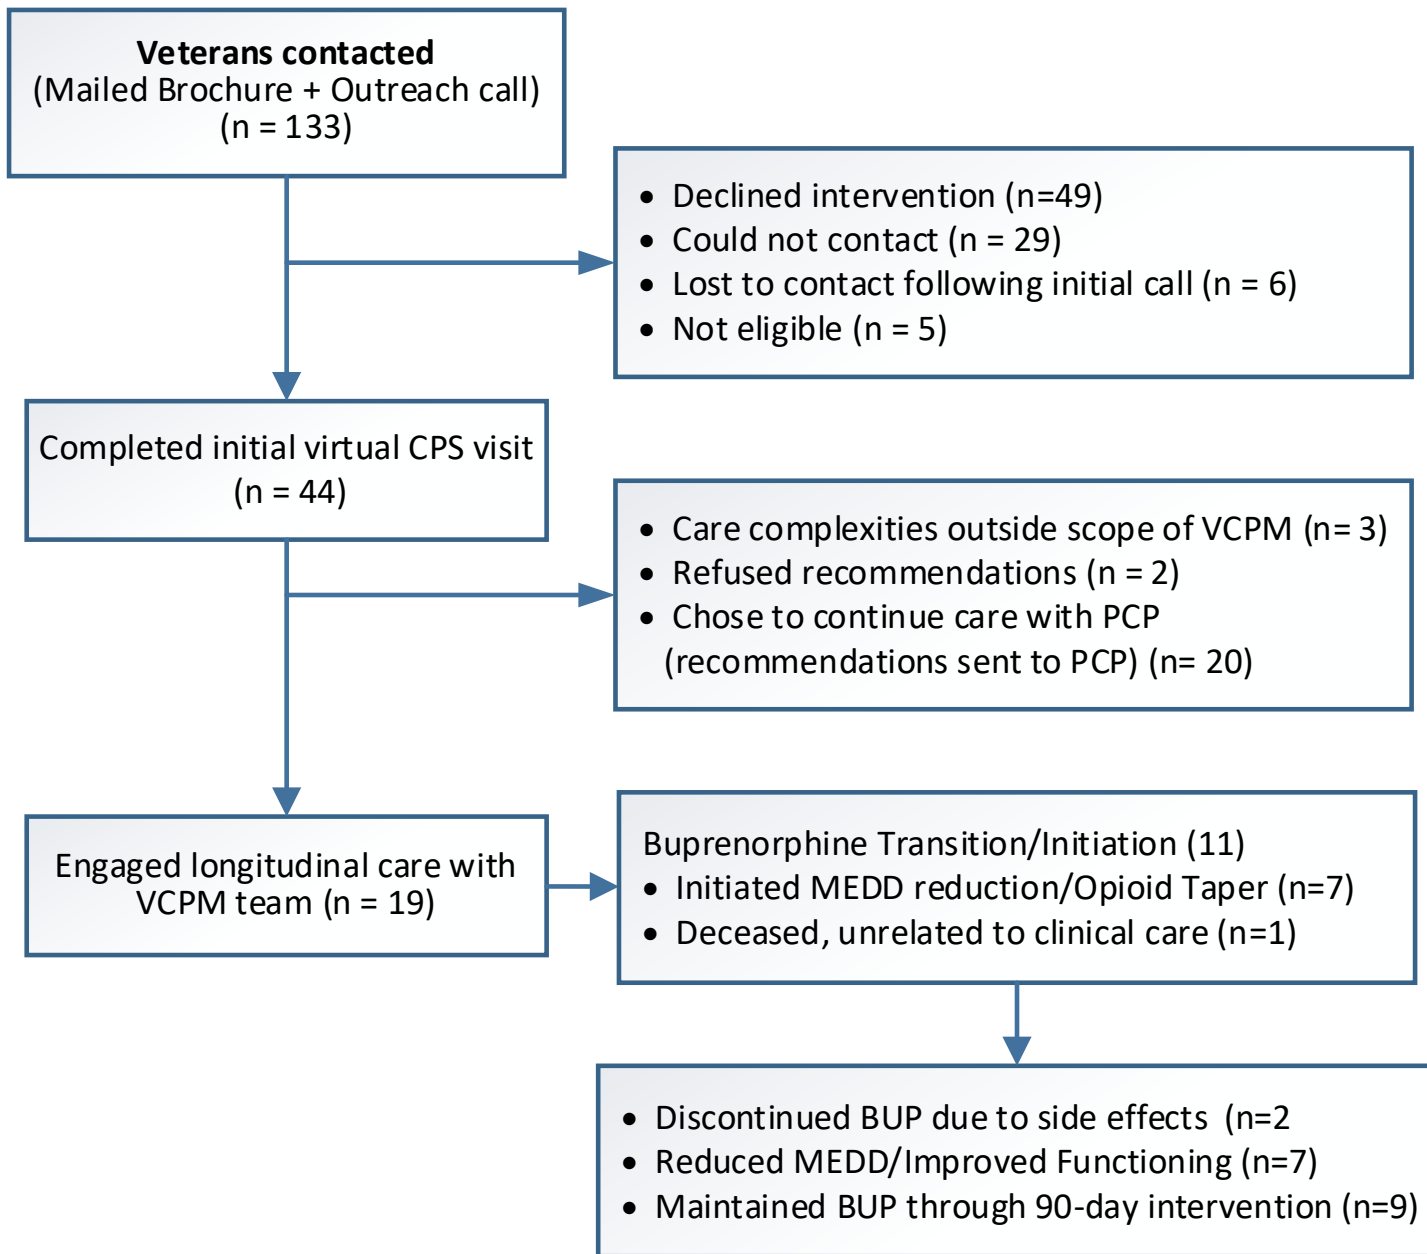 Veterans contacted
(Mailed Brochure + Outreach call)
(n = 133)
• Declined intervention (n=49)
• Could not contact (n = 29)
• Lost to contact following initial call (n = 6)
• Not eligible (n = 5)
Completed initial virtual CPS visit
(n = 44)
• Care complexities outside scope of VCPM (n= 3)
• Refused recommendations (n = 2)
• Chose to continue care with PCP
(recommendations sent to PCP) (n= 20)
Engaged longitudinal care with
VCPM team (n = 19)
Buprenorphine Transition/Initiation (11)
• Initiated MEDD reduction/Opioid Taper (n=7)
• Deceased, unrelated to clinical care (n=1)
• Discontinued BUP due to side effects (n=2
• Reduced MEDD/Improved Functioning (n=7)
• Maintained BUP through 90-day intervention (n=9)